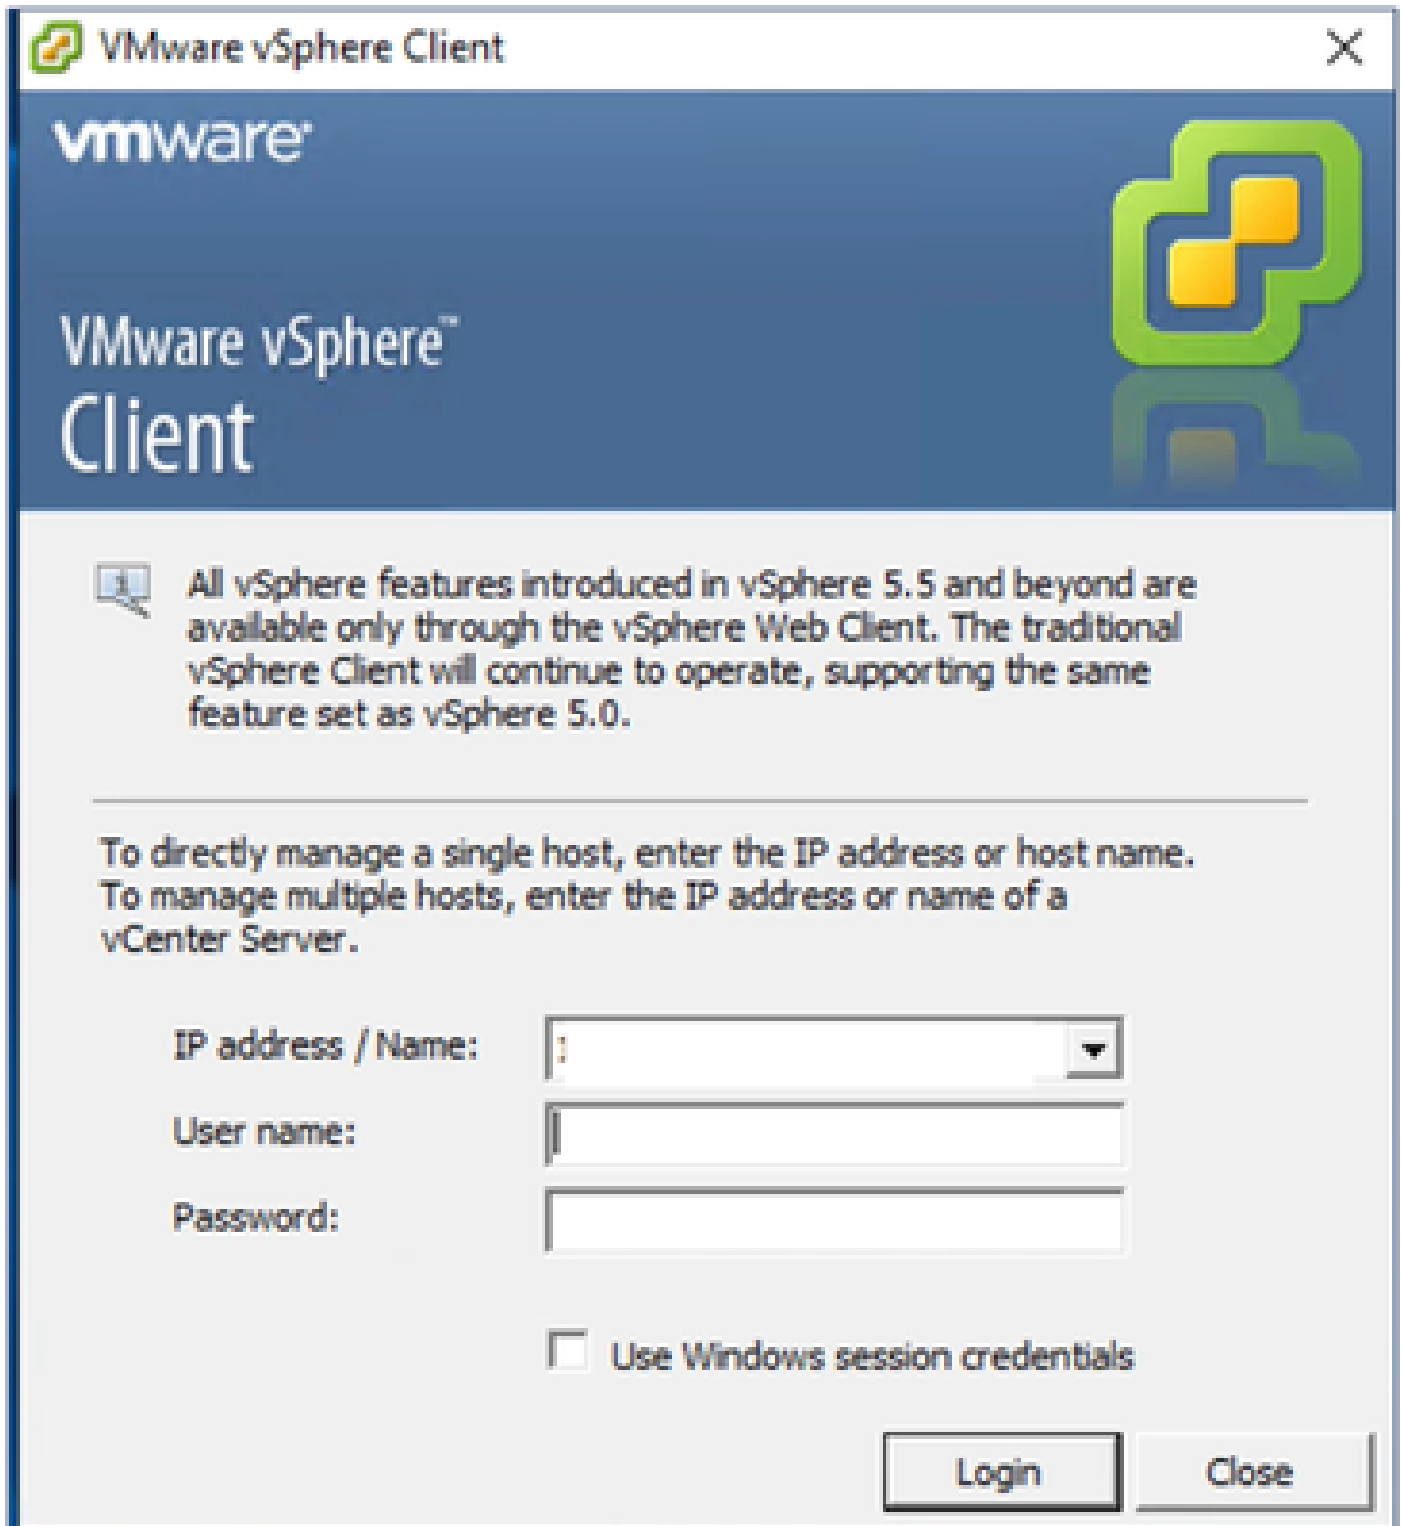 VMware vSphere Client
vmware
VMware vSphere™
Client
All vSphere features introduced in vSphere 5.5 and beyond are
available only through the vSphere Web Client. The traditional
vSphere Client will continue to operate, supporting the same
feature set as vSphere 5.0.
To directly manage a single host, enter the IP address or host name.
To manage multiple hosts, enter the IP address or name of a
vCenter Server.
IP address / Name:
User name:
Password:
Use Windows session credentials
Login
Close